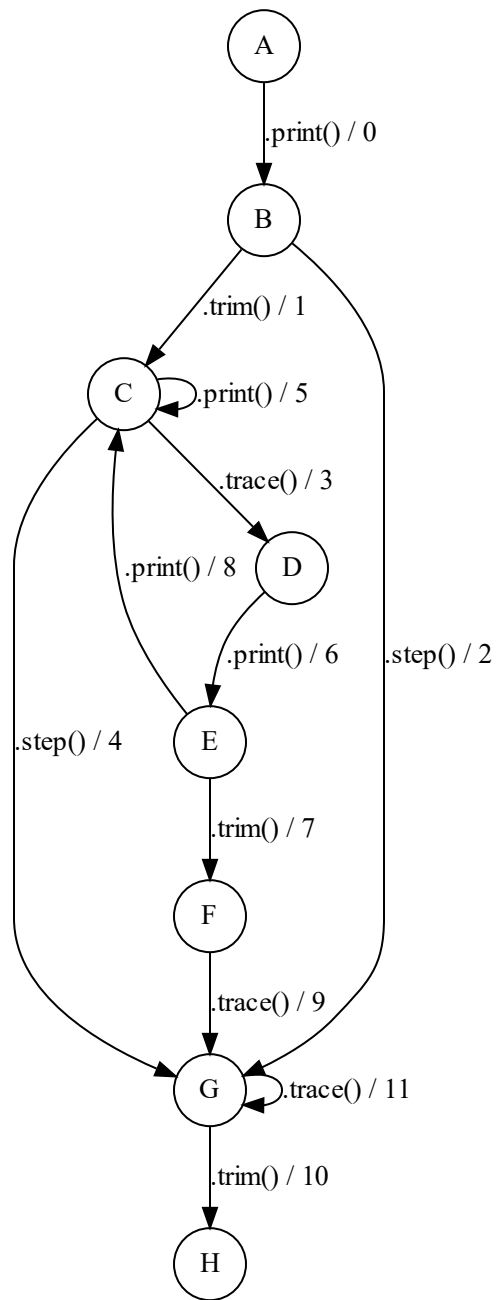 A
.print() / 0
B
.trim() / 1
C
.print() / 5
.trace() / 3
.print() / 8
D
.print() / 6
.step() / 2
.step() / 4
E
.trim() / 7
F
.trace() / 9
G
.trace() / 11
.trim() / 10
H